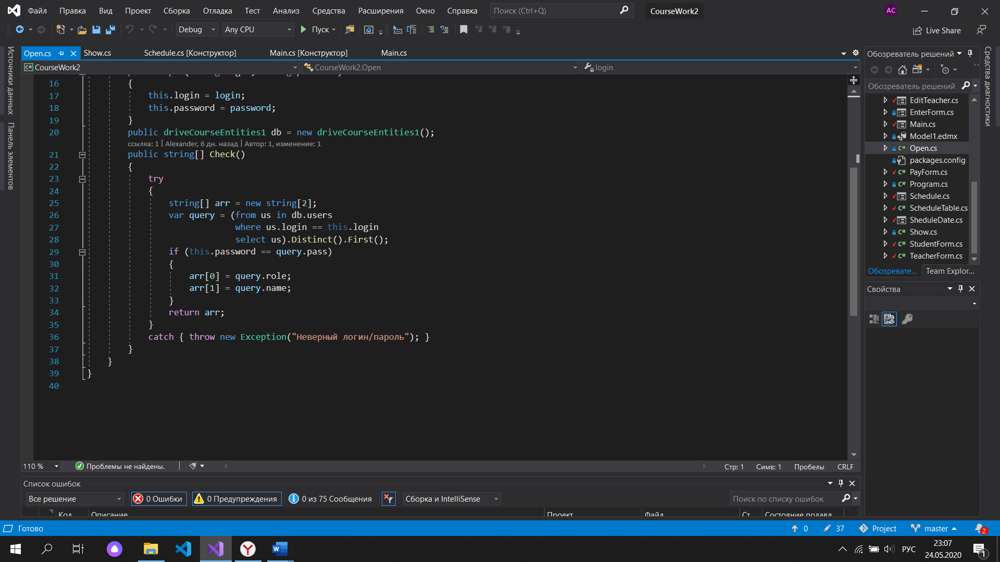 Файл Правка Вид Проект Сборка Отладка Тест Анализ Средства Расширения Окно Справка Поиск (Ctrl+Q) CourseWork2 AC
Debug Any CPU Пуск Live Share
Источники данных
Панель элементов
Open.cs Show.cs Schedule.cs [Конструктор] Main.cs [Конструктор] Main.cs
CourseWork2 CourseWork2.Open login
16 {
17 this.login = login;
18 this.password = password;
19 }
20 public driveCourseEntities1 db = new driveCourseEntities1();
ссылка: 1 | Alexander, 6 дн. назад | Автор: 1, изменение: 1
21 public string[] Check()
22 {
23 try
24 {
25 string[] arr = new string[2];
26 var query = (from us in db.users
27 where us.login == this.login
28 select us).Distinct().First();
29 if (this.password == query.pass)
30 {
31 arr[0] = query.role;
32 arr[1] = query.name;
33 }
34 return arr;
35 }
36 catch { throw new Exception("Неверный логин/пароль"); }
37 }
38 }
39 }
40
110 % Проблемы не найдены. Стр: 1 Симв: 1 Пробелы CRLF
Список ошибок
Все решение 0 Ошибки 0 Предупреждения 0 из 75 Сообщения Сборка и IntelliSense Поиск по списку ошибок
Код Описание Проект Файл Ст Состояние подавл
Обозреватель решений
Обозреватель решений
EditTeacher.cs
EnterForm.cs
Main.cs
Model1.edmx
Open.cs
packages.config
PayForm.cs
Program.cs
Schedule.cs
ScheduleTable.cs
SheduleDate.cs
Show.cs
StudentForm.cs
TeacherForm.cs
Обозревате... Team Explor...
Свойства
Средства диагностики
Готово 0 37 Project master 2
РУС 23:07
24.05.2020 1